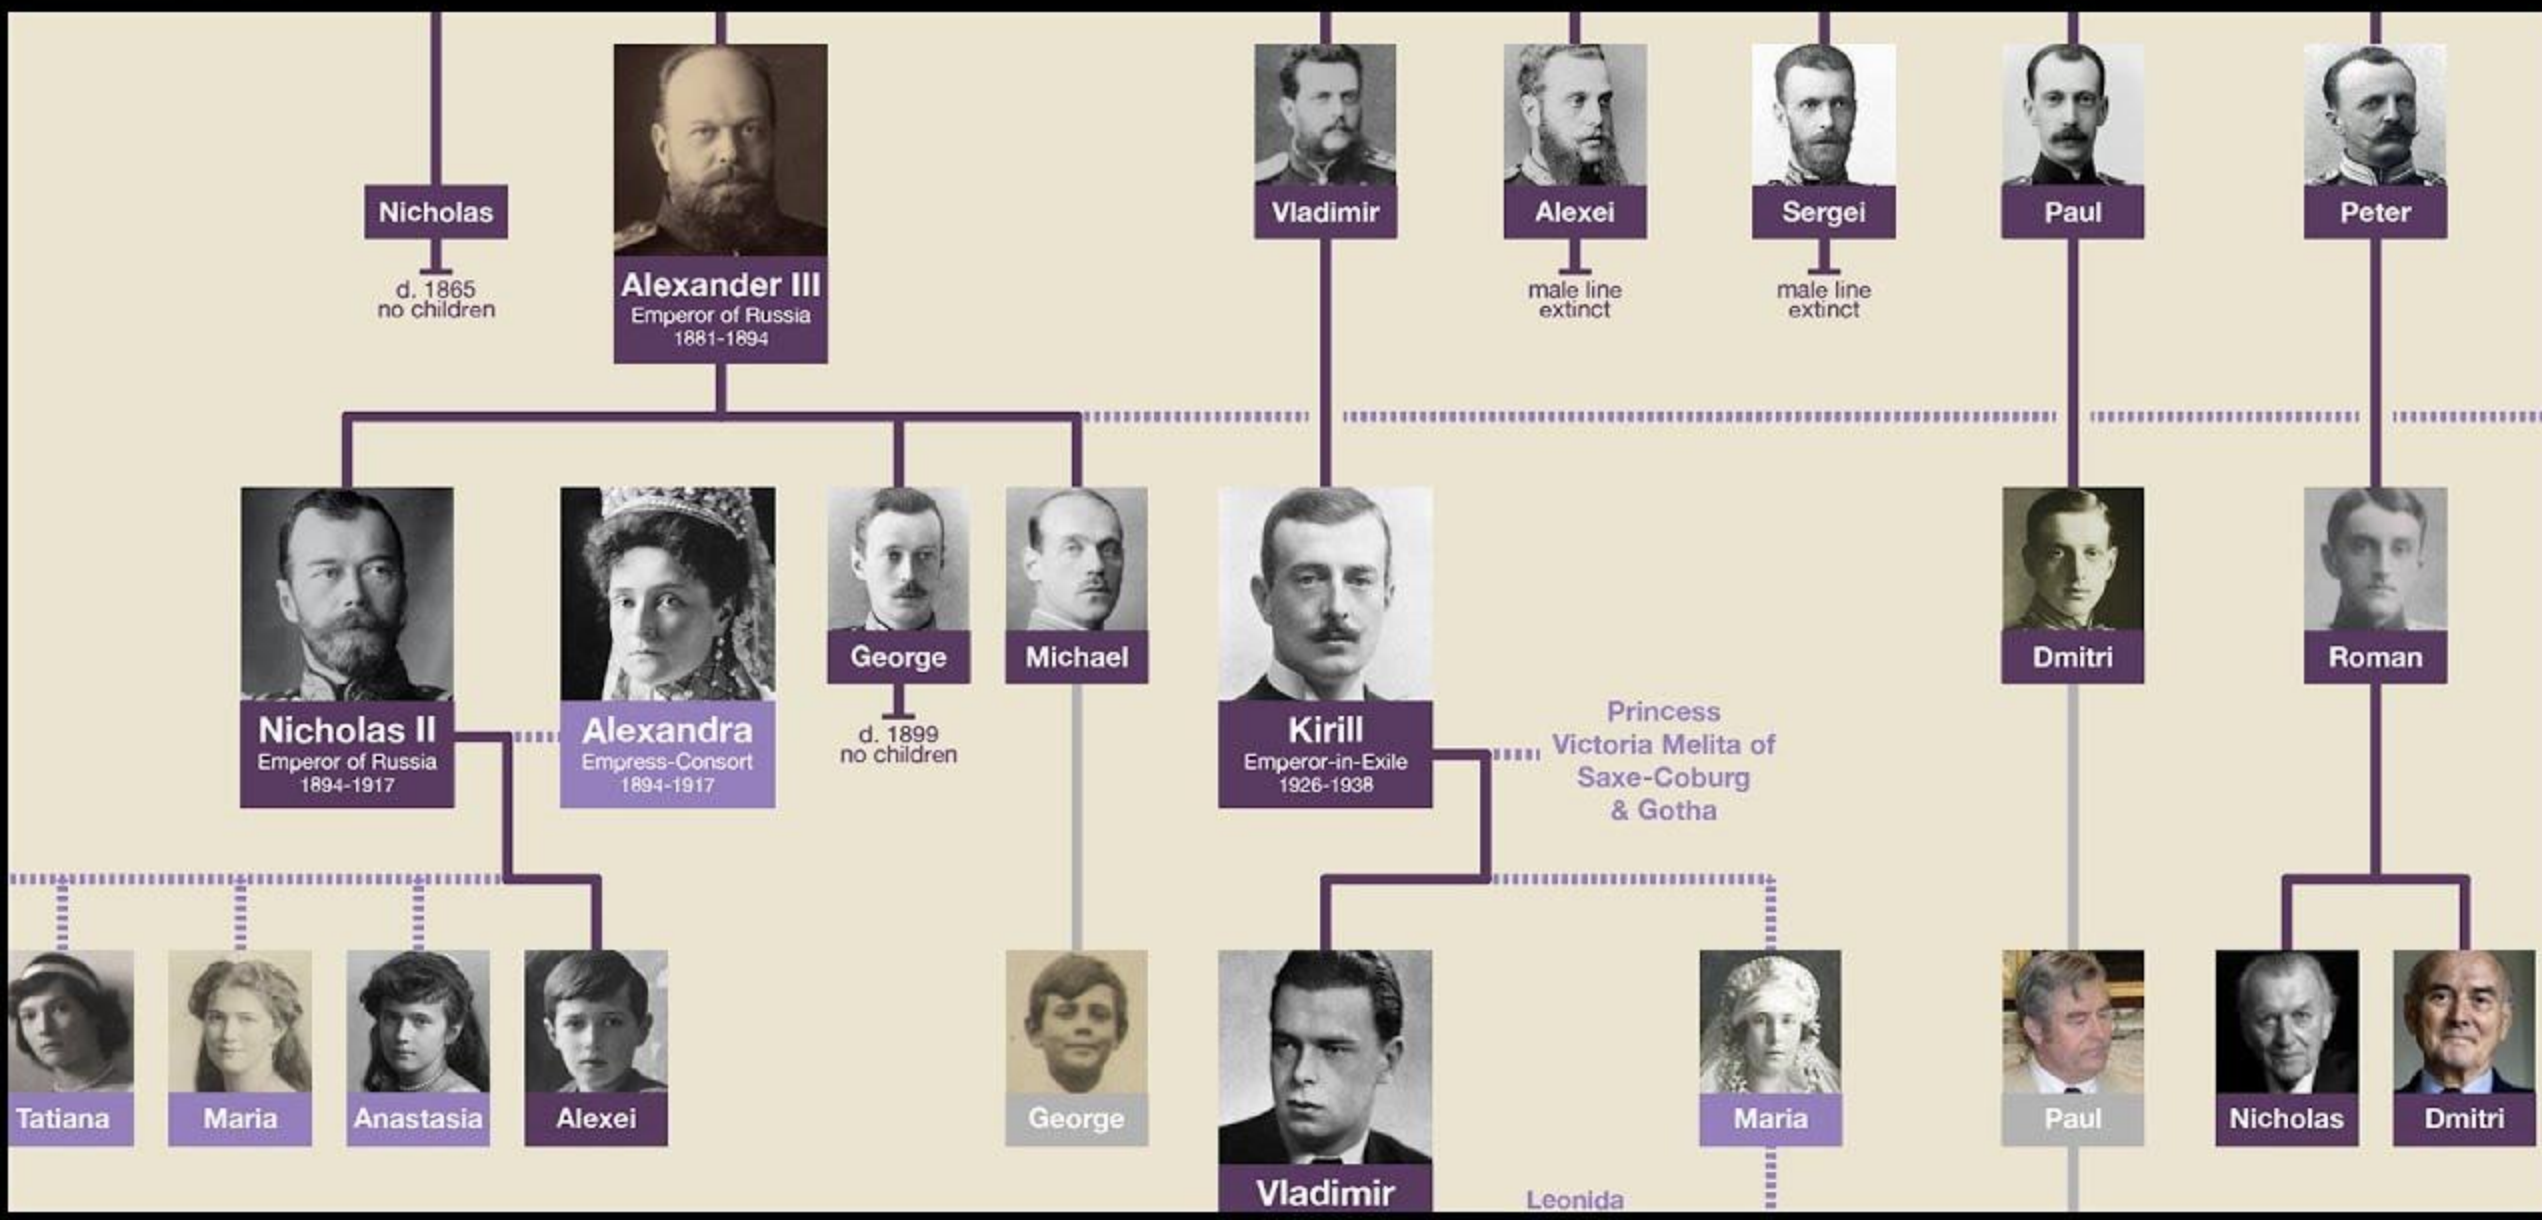 Nicholas
d. 1865
no children
Alexander III
Emperor of Russia
1881-1894
Vladimir
Alexei
male line
extinct
Sergei
male line
extinct
Paul
Peter
Nicholas II
Emperor of Russia
1894-1917
Alexandra
Empress-Consort
1894-1917
George
d. 1899
no children
Michael
Kirill
Emperor-in-Exile
1926-1938
Princess
Victoria Melita of
Saxe-Coburg
& Gotha
Dmitri
Roman
Tatiana
Maria
Anastasia
Alexei
George
Vladimir
Leonida
Maria
Paul
Nicholas
Dmitri